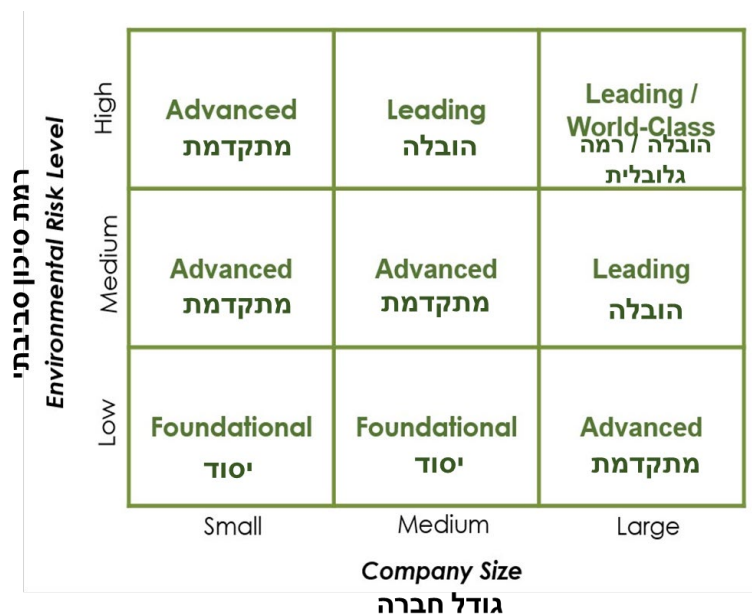 High
Advanced
מתקדמת
Leading
הובלה
Leading /
World-Class
הובלה / רמה
גלובלית
רמת סיכון סביבתי
Environmental Risk Level
Medium
Advanced
מתקדמת
Advanced
מתקדמת
Leading
הובלה
Low
Foundational
יסוד
Foundational
יסוד
Advanced
מתקדמת
Small
Medium
Large
Company Size
גודל חברה